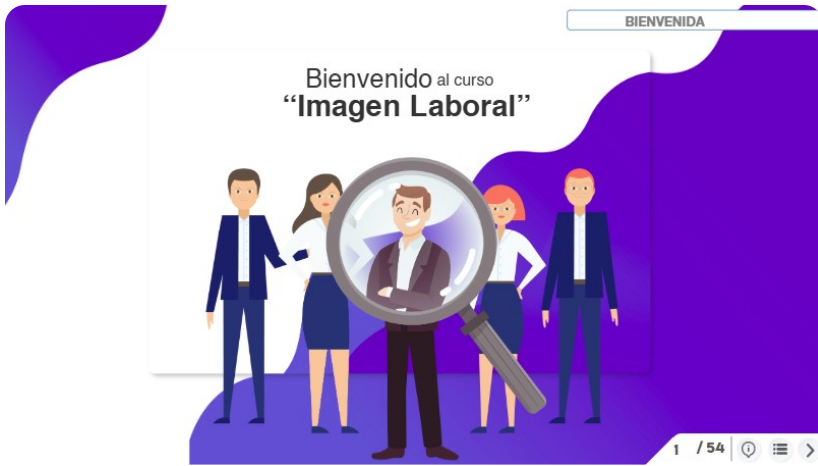 BIENVENIDA
Bienvenido al curso
“Imagen Laboral”
1 / 54